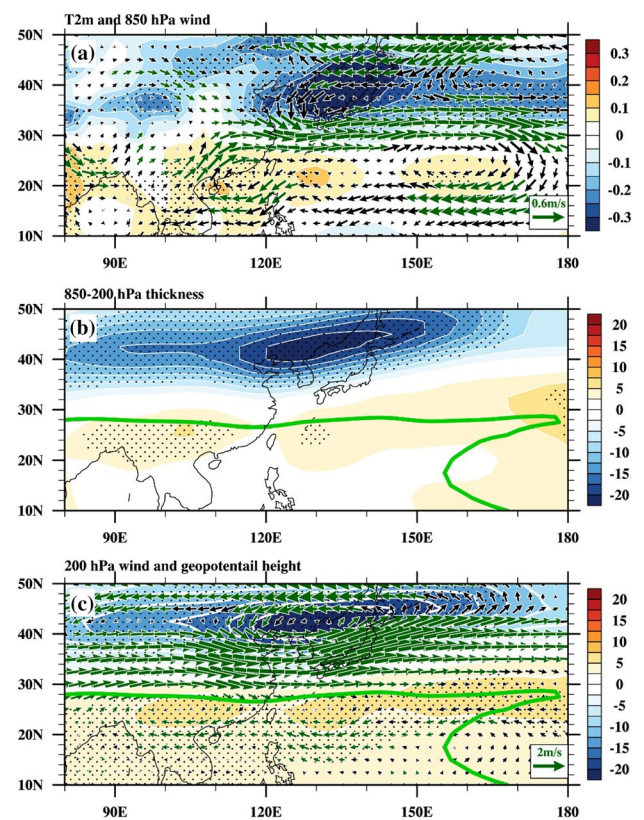 T2m and 850 hPa wind
50N
(a)
0.3
40N
0.2
0.1
30N
0
-0.1
20N
-0.2
0.6m/s
-0.3
10N
90E 120E 150E 180
850-200 hPa thickness
50N
(b)
20
40N
15
10
5
30N
0
-5
20N
-10
-15
-20
10N
90E 120E 150E 180
200 hPa wind and geopotentail height
50N
(c)
20
40N
15
10
5
30N
0
-5
20N
-10
-15
2m/s
-20
10N
90E 120E 150E 180